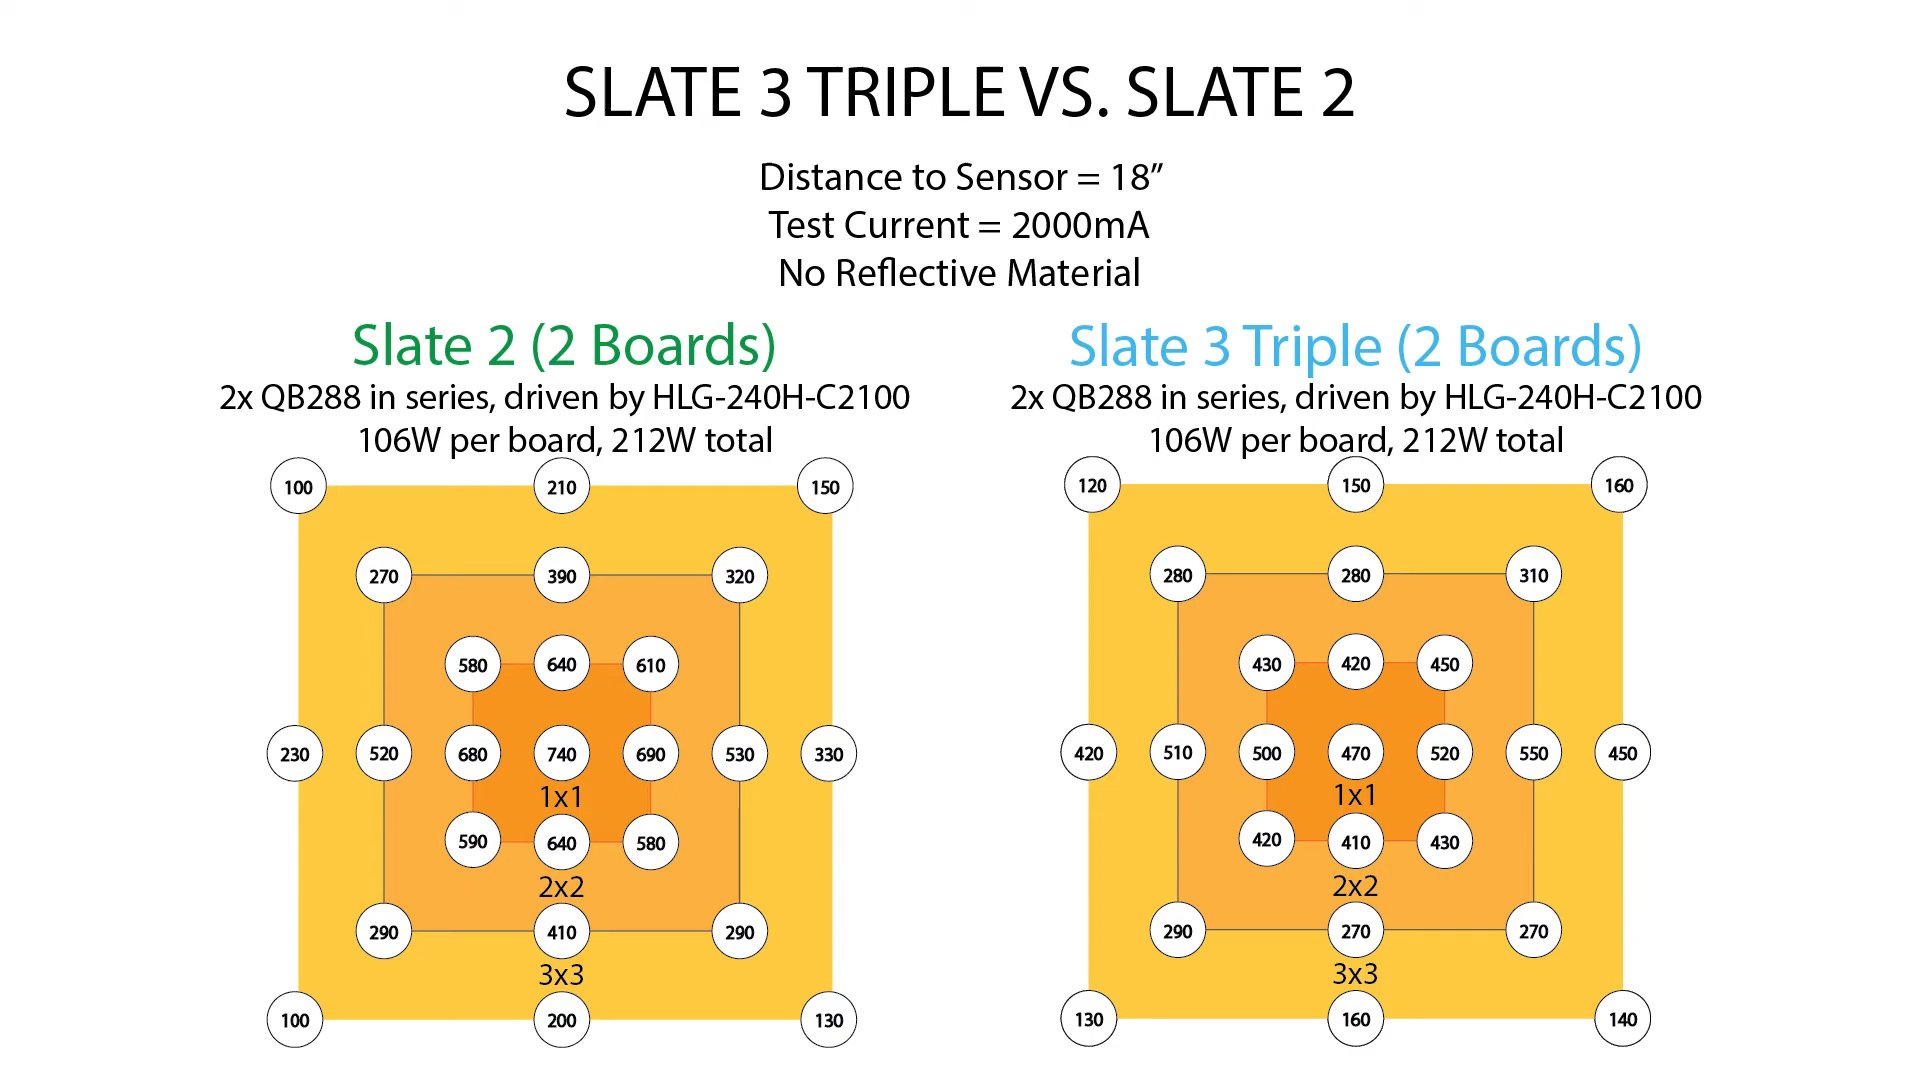 SLATE 3 TRIPLE VS. SLATE 2
Distance to Sensor = 18”
Test Current = 2000mA
No Reflective Material
Slate 2 (2 Boards)
2x QB288 in series, driven by HLG-240H-C2100
106W per board, 212W total
100 210 150
270 390 320
580 640 610
230 520 680 740 690 530 330
1x1
590 640 580
2x2
290 410 290
3x3
100 200 130
Slate 3 Triple (2 Boards)
2x QB288 in series, driven by HLG-240H-C2100
106W per board, 212W total
120 150 160
280 280 310
430 420 450
420 510 500 470 520 550 450
1x1
420 410 430
2x2
290 270 270
3x3
130 160 140